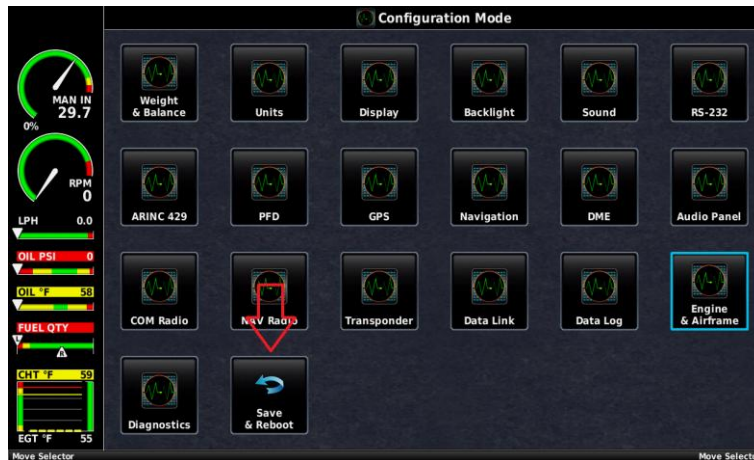 Configuration Mode
MAN IN
29.7
0%
RPM
0
LPH 0.0
OIL PSI 0
OIL °F 58
FUEL QTY
L
R
CHT °F 59
EGT °F 55
Weight
& Balance
Units
Display
Backlight
Sound
RS-232
ARINC 429
PFD
GPS
Navigation
DME
Audio Panel
COM Radio
NAV Radio
Transponder
Data Link
Data Log
Engine
& Airframe
Diagnostics
Save
& Reboot
Move Selector
Move Selecto